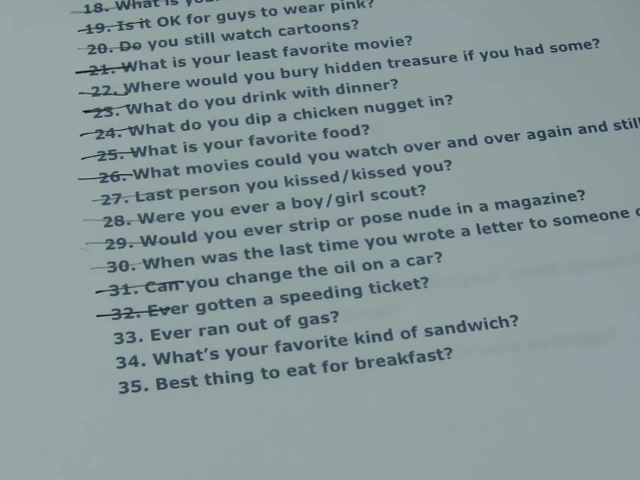 18. What is
19. Is it OK for guys to wear pink?
20. Do you still watch cartoons?
21. What is your least favorite movie?
22. Where would you bury hidden treasure if you had some?
23. What do you drink with dinner?
24. What do you dip a chicken nugget in?
25. What is your favorite food?
26. What movies could you watch over and over again and still
27. Last person you kissed/kissed you?
28. Were you ever a boy/girl scout?
29. Would you ever strip or pose nude in a magazine?
30. When was the last time you wrote a letter to someone
31. Can you change the oil on a car?
32. Ever gotten a speeding ticket?
33. Ever ran out of gas?
34. What's your favorite kind of sandwich?
35. Best thing to eat for breakfast?